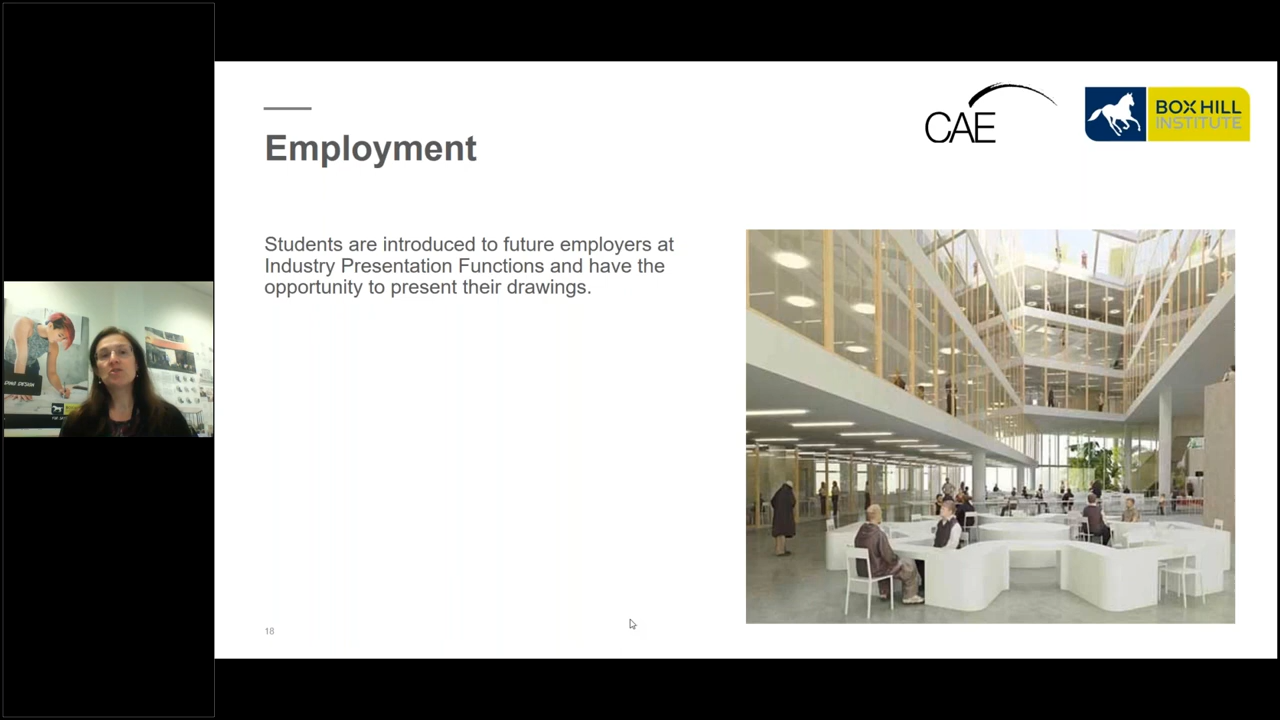 CAE
BOX HILL
INSTITUTE
Employment
Students are introduced to future employers at
Industry Presentation Functions and have the
opportunity to present their drawings.
18